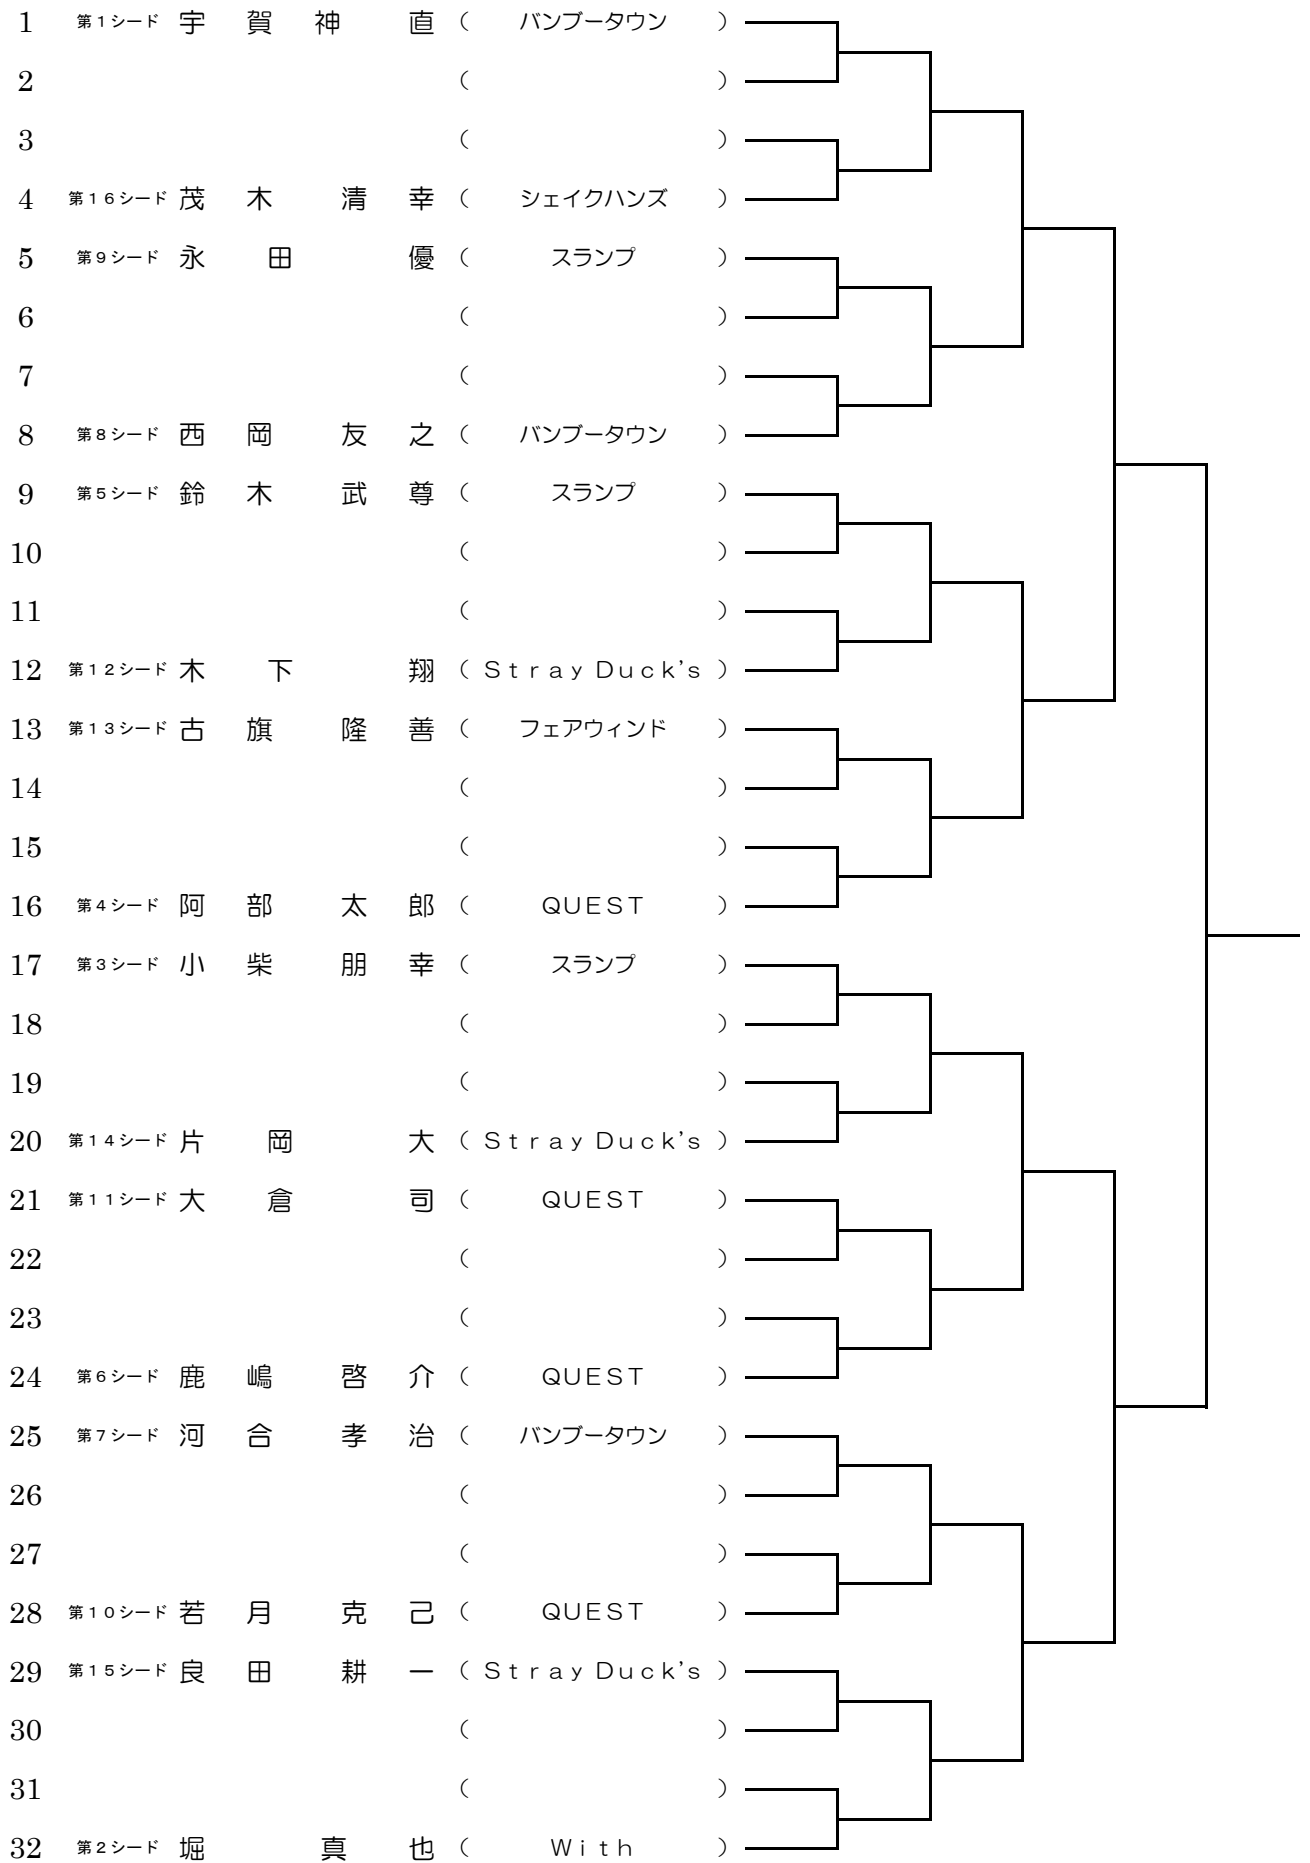 1 第1シード 宇賀神 直 ( バンブータウン )
2 ( )
3 ( )
4 第16シード 茂木 清幸 ( シェイクハンズ )
5 第9シード 永田 優 ( スランプ )
6 ( )
7 ( )
8 第8シード 西岡 友之 ( バンブータウン )
9 第5シード 鈴木 武尊 ( スランプ )
10 ( )
11 ( )
12 第12シード 木下 翔 ( Stray Duck's )
13 第13シード 古旗 隆善 ( フェアウィンド )
14 ( )
15 ( )
16 第4シード 阿部 太郎 ( QUEST )
17 第3シード 小柴 朋幸 ( スランプ )
18 ( )
19 ( )
20 第14シード 片岡 大 ( Stray Duck's )
21 第11シード 大倉 司 ( QUEST )
22 ( )
23 ( )
24 第6シード 鹿嶋 啓介 ( QUEST )
25 第7シード 河合 孝治 ( バンブータウン )
26 ( )
27 ( )
28 第10シード 若月 克己 ( QUEST )
29 第15シード 良田 耕一 ( Stray Duck's )
30 ( )
31 ( )
32 第2シード 堀 真也 ( With )